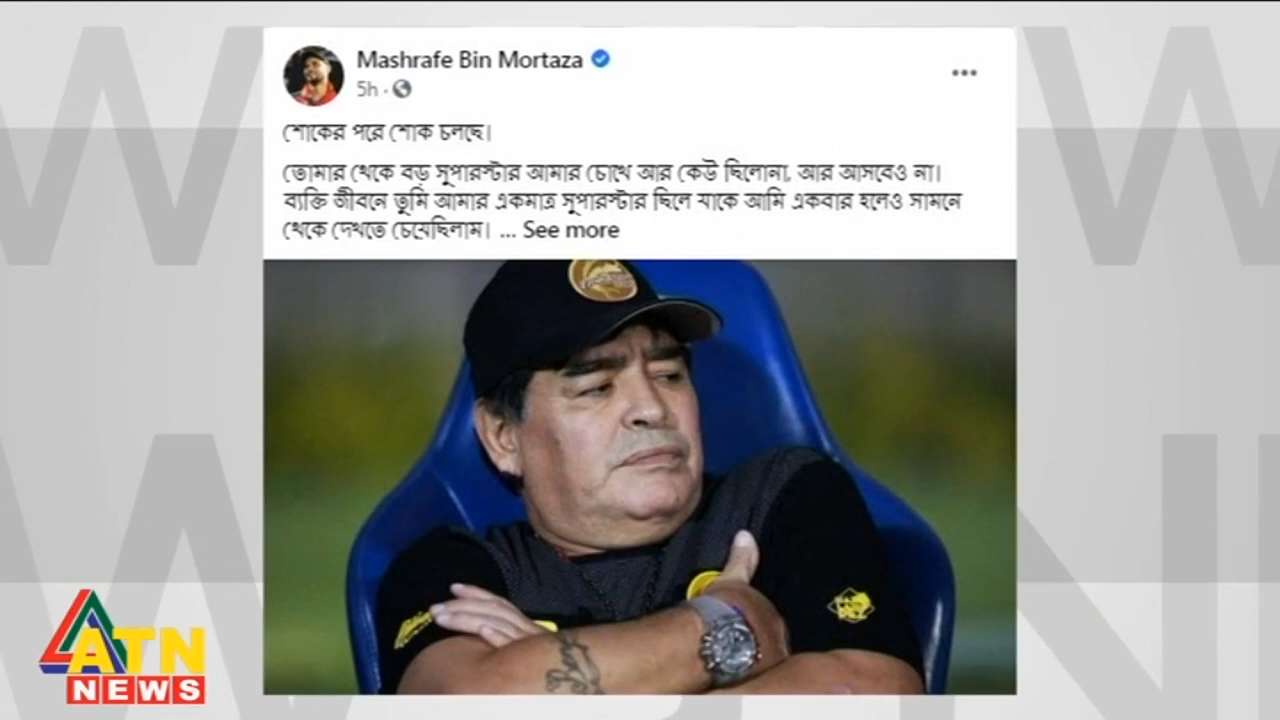 Mashrafe Bin Mortaza
5h
শোকের পরে শোক চলছে।
তোমার থেকে বড় সুপারস্টার আমার চোখে আর কেউ ছিলোনা, আর আসবেও না।
ব্যক্তি জীবনে তুমি আমার একমাত্র সুপারস্টার ছিলে যাকে আমি একবার হলেও সামনে
থেকে দেখতে চেয়েছিলাম। ... See more
ATN
NEWS